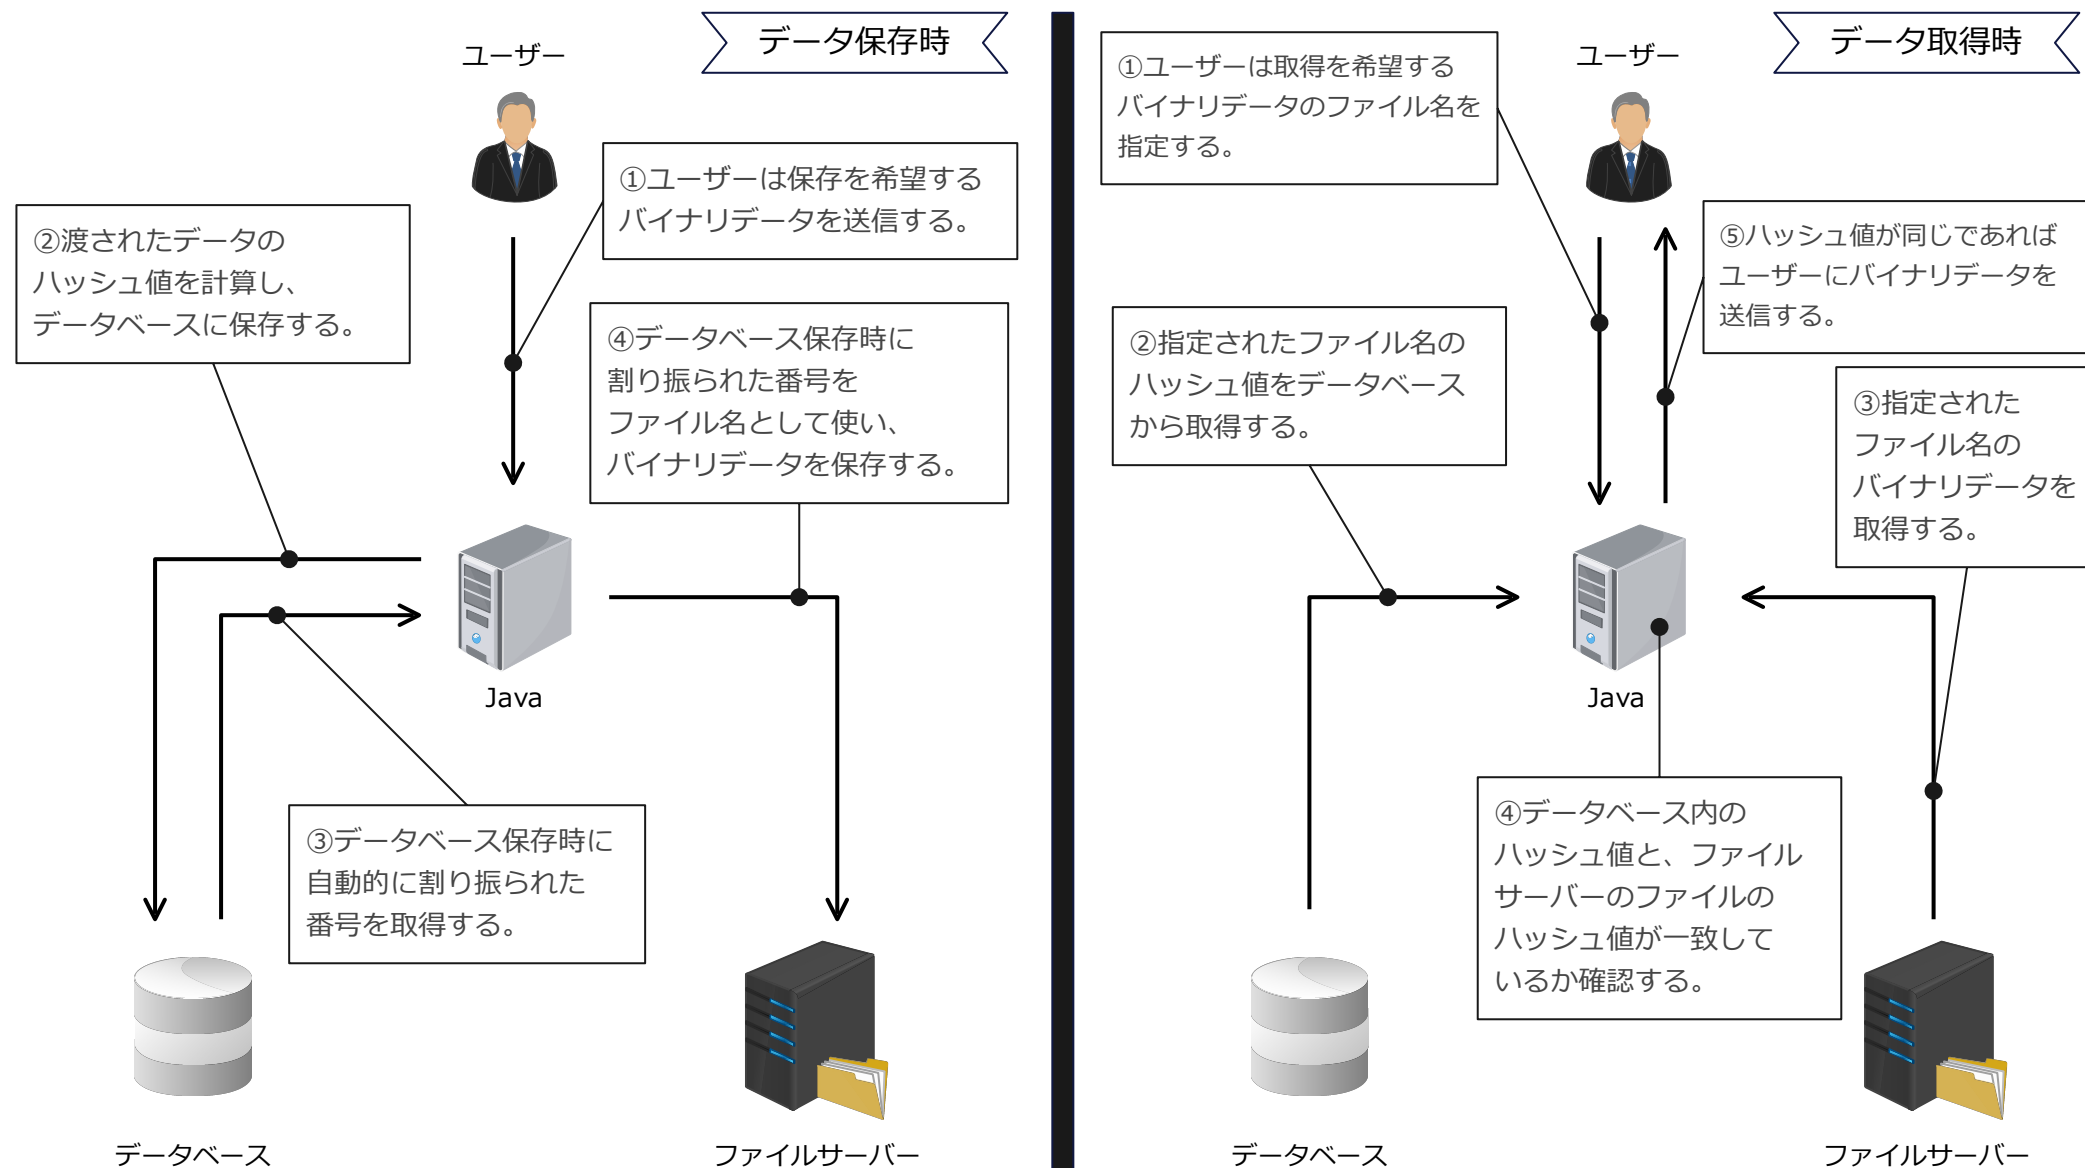 データ保存時
ユーザー
①ユーザーは保存を希望する
バイナリデータを送信する。
②渡されたデータの
ハッシュ値を計算し、
データベースに保存する。
④データベース保存時に
割り振られた番号を
ファイル名として使い、
バイナリデータを保存する。
Java
③データベース保存時に
自動的に割り振られた
番号を取得する。
データベース
ファイルサーバー
データ取得時
ユーザー
①ユーザーは取得を希望する
バイナリデータのファイル名を
指定する。
⑤ハッシュ値が同じであれば
ユーザーにバイナリデータを
送信する。
②指定されたファイル名の
ハッシュ値をデータベース
から取得する。
③指定された
ファイル名の
バイナリデータを
取得する。
Java
④データベース内の
ハッシュ値と、ファイル
サーバーのファイルの
ハッシュ値が一致して
いるか確認する。
データベース
ファイルサーバー